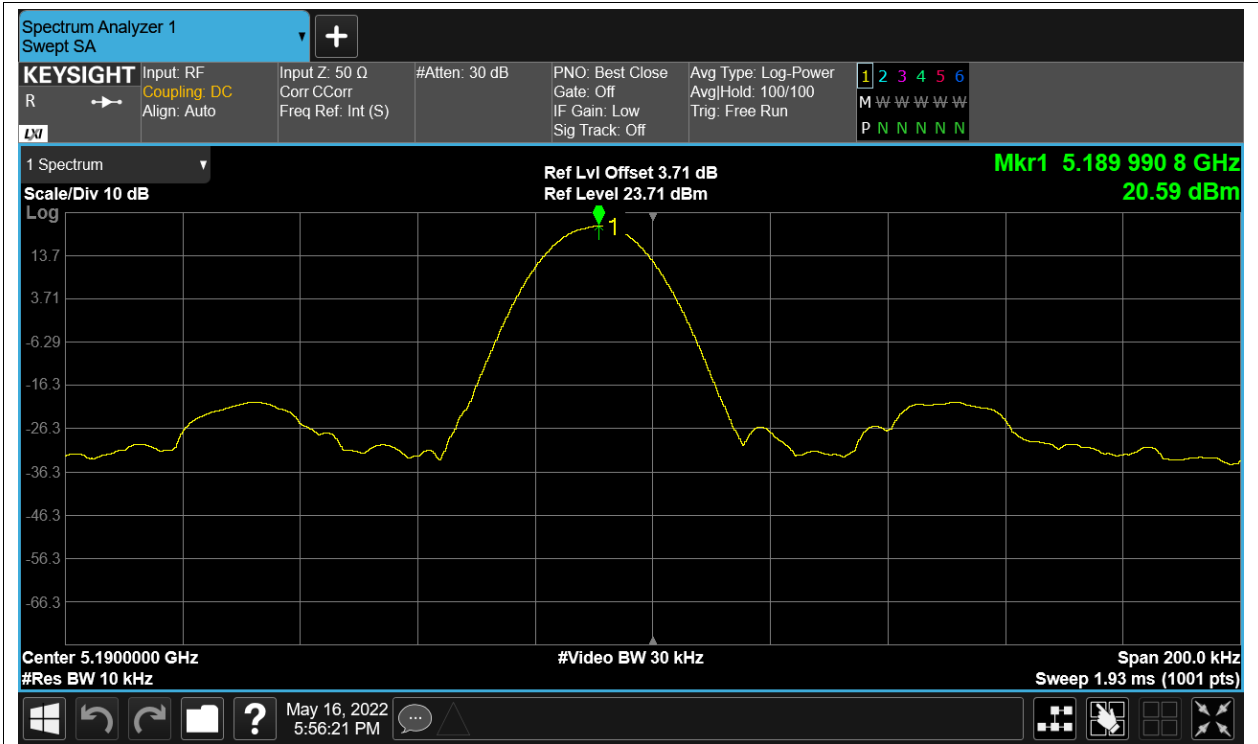 Spectrum Analyzer 1
Swept SA
+
KEYSIGHT Input: RF Input Z: 50 Ω #Atten: 30 dB PNO: Best Close Avg Type: Log-Power 1 2 3 4 5 6
R Coupling: DC Corr CCorr Gate: Off Avg|Hold: 100/100 M W W W W W
Align: Auto Freq Ref: Int (S) IF Gain: Low Trig: Free Run
LXI Sig Track: Off P N N N N N
1 Spectrum Mkr1 5.189 990 8 GHz
Ref Lvl Offset 3.71 dB
Scale/Div 10 dB Ref Level 23.71 dBm 20.59 dBm
Log
1
13.7
3.71
-6.29
-16.3
-26.3
-36.3
-46.3
-56.3
-66.3
Center 5.1900000 GHz #Video BW 30 kHz Span 200.0 kHz
#Res BW 10 kHz Sweep 1.93 ms (1001 pts)
? May 16, 2022
5:56:21 PM